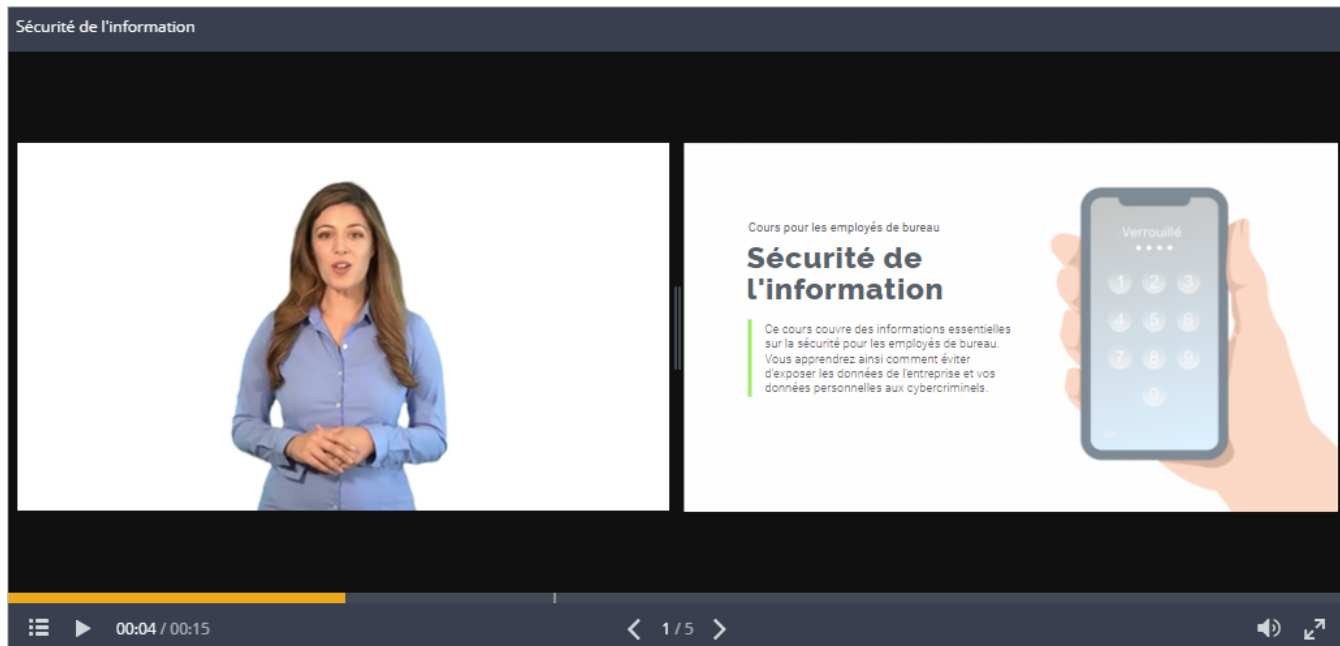 Sécurité de l'information
Cours pour les employés de bureau
Sécurité de
l'information
Ce cours couvre des informations essentielles
sur la sécurité pour les employés de bureau.
Vous apprendrez ainsi comment éviter
d'exposer les données de l'entreprise et vos
données personnelles aux cybercriminels.
Verrouillé
1 2 3
4 5 6
7 8 9
0
00:04 / 00:15
1 / 5